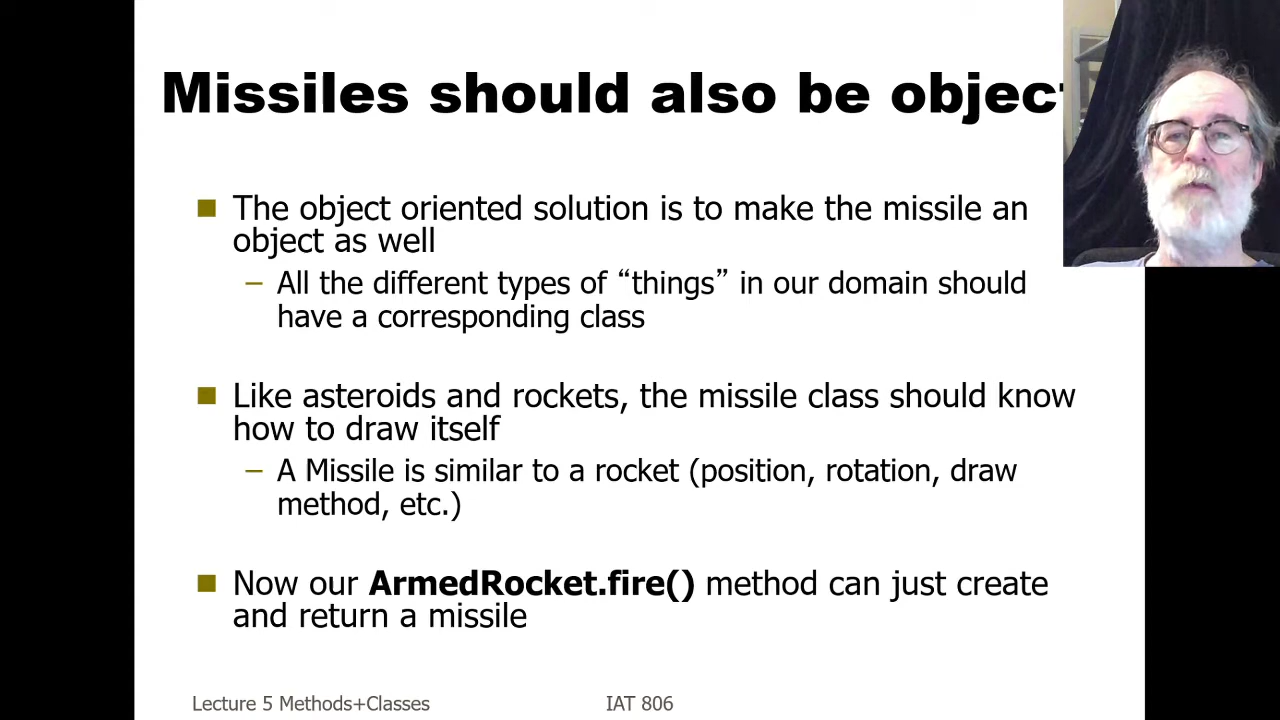 Missiles should also be object
The object oriented solution is to make the missile an
object as well
– All the different types of “things” in our domain should
have a corresponding class
Like asteroids and rockets, the missile class should know
how to draw itself
– A Missile is similar to a rocket (position, rotation, draw
method, etc.)
Now our ArmedRocket.fire() method can just create
and return a missile
Lecture 5 Methods+Classes
IAT 806